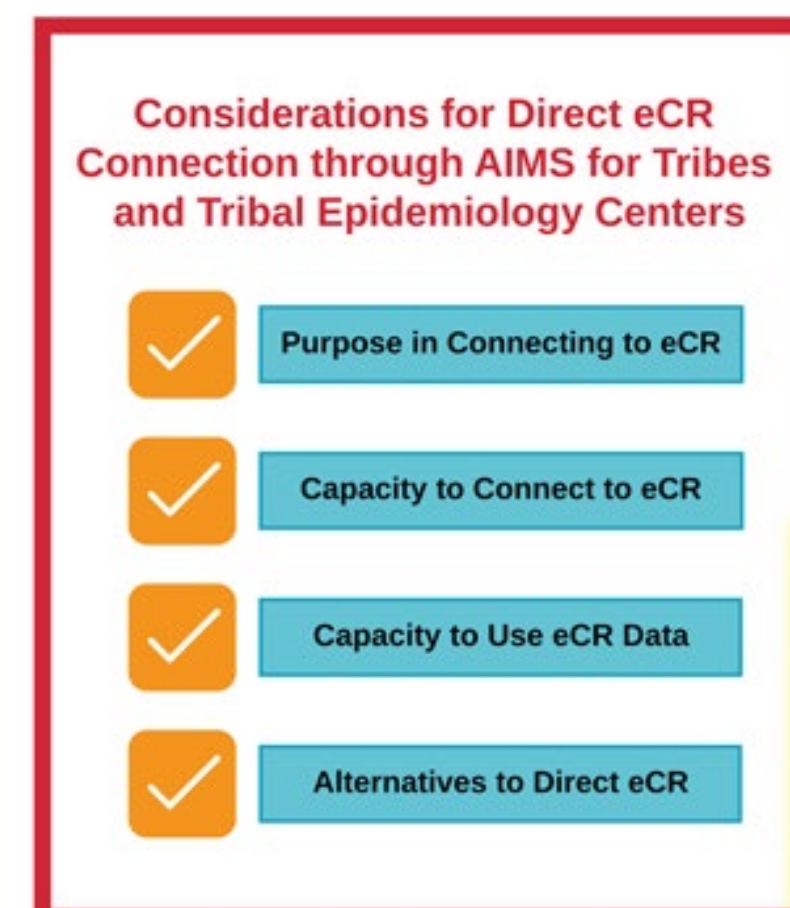 Considerations for Direct eCR
Connection through AIMS for Tribes
and Tribal Epidemiology Centers
Purpose in Connecting to eCR
Capacity to Connect to eCR
Capacity to Use eCR Data
Alternatives to Direct eCR